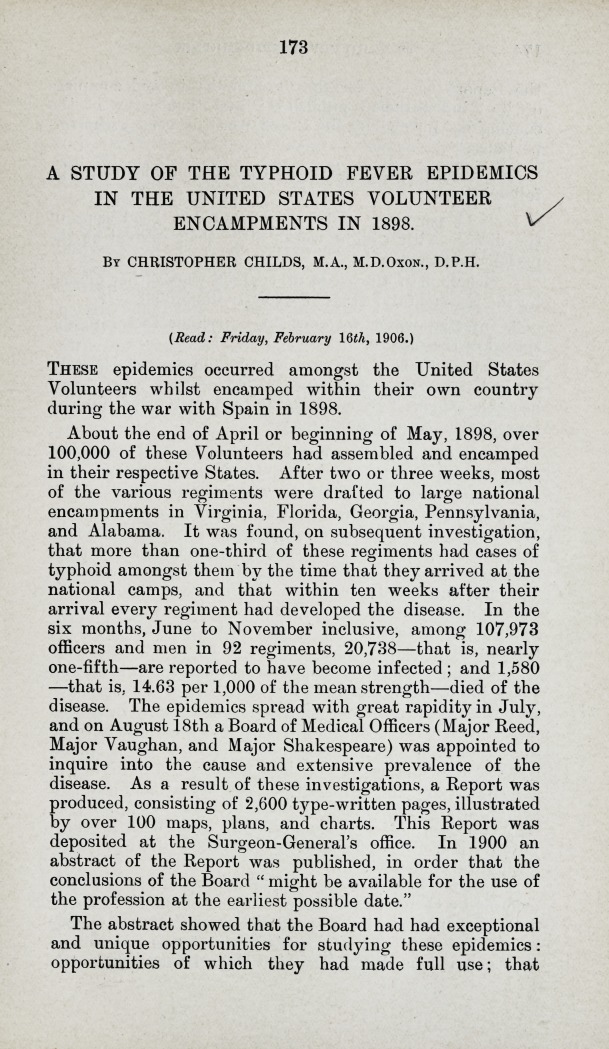 173
A STUDY OF THE TYPHOID FEVER EPIDEMICS
IN THE UNITED STATES VOLUNTEER
ENCAMPMENTS IN 1898.
By CHRISTOPHER CHILDS, M.A., M.D.Oxon., D.P.H.
(Read: Friday, February 16th, 1906.)
THESE epidemics occurred amongst the United States
Volunteers whilst encamped within their own country
during the war with Spain in 1898.
About the end of April or beginning of May, 1898, over
100,000 of these Volunteers had assembled and encamped
in their respective States. After two or three weeks, most
of the various regiments were drafted to large national
encampments in Virginia, Florida, Georgia, Pennsylvania,
and Alabama. It was found, on subsequent investigation,
that more than one-third of these regiments had cases of
typhoid amongst them by the time that they arrived at the
national camps, and that within ten weeks after their
arrival every regiment had developed the disease. In the
six months, June to November inclusive, among 107,973
officers and men in 92 regiments, 20,738—that is, nearly
one-fifth—are reported to have become infected; and 1,580
—that is, 14.63 per 1,000 of the mean strength—died of the
disease. The epidemics spread with great rapidity in July,
and on August 18th a Board of Medical Officers (Major Reed,
Major Vaughan, and Major Shakespeare) was appointed to
inquire into the cause and extensive prevalence of the
disease. As a result of these investigations, a Report was
produced, consisting of 2,600 type-written pages, illustrated
by over 100 maps, plans, and charts. This Report was
deposited at the Surgeon-General's office. In 1900 an
abstract of the Report was published, in order that the
conclusions of the Board "might be available for the use of
the profession at the earliest possible date."
The abstract showed that the Board had had exceptional
and unique opportunities for studying these epidemics:
opportunities of which they had made full use; that